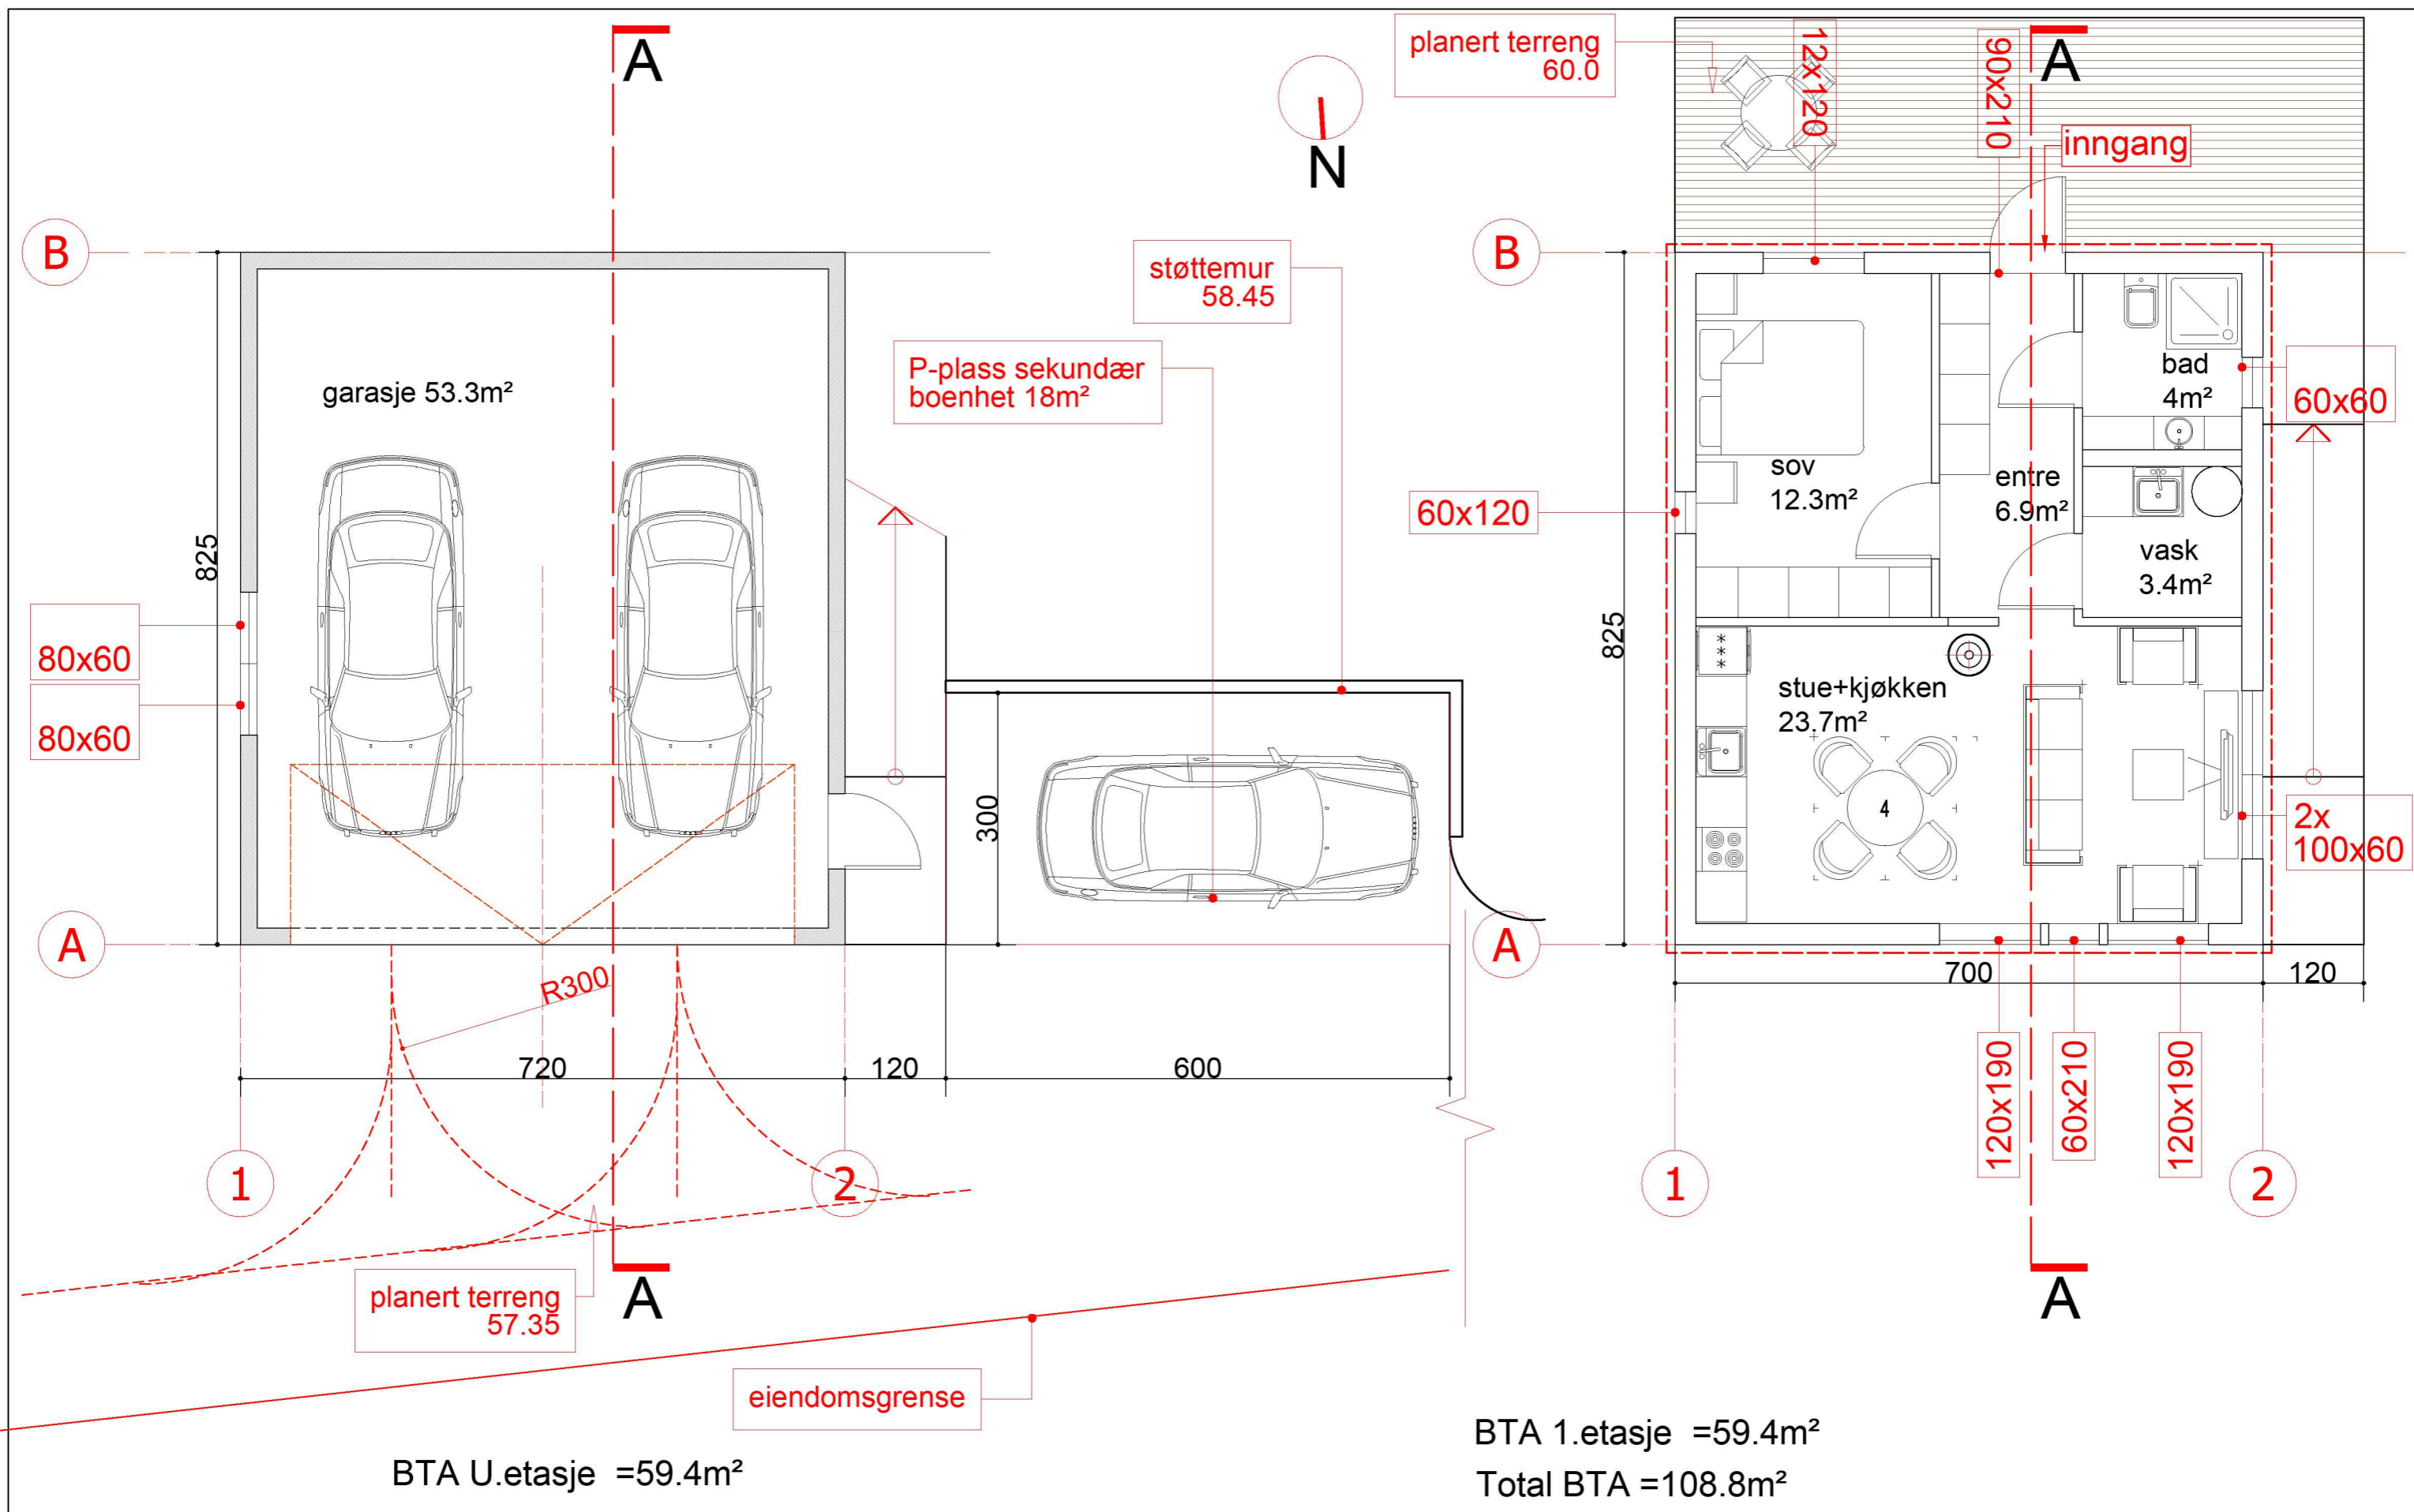 A
N
B
garasje 53.3m²
825
80x60
80x60
støttemur
58.45
P-plass sekundær
boenhet 18m²
300
A
R300
720
120
600
1
2
planert terreng
57.35
A
eiendomsgrense
BTA U.etasje =59.4m²
planert terreng
60.0
12x120
90x210
A
inngang
B
bad
4m²
60x60
sov
12.3m²
entre
6.9m²
60x120
vask
3.4m²
825
***
stue+kjøkken
23.7m²
4
2x
100x60
A
700
120
120x190
60x210
120x190
1
2
A
BTA 1.etasje =59.4m²
Total BTA =108.8m²